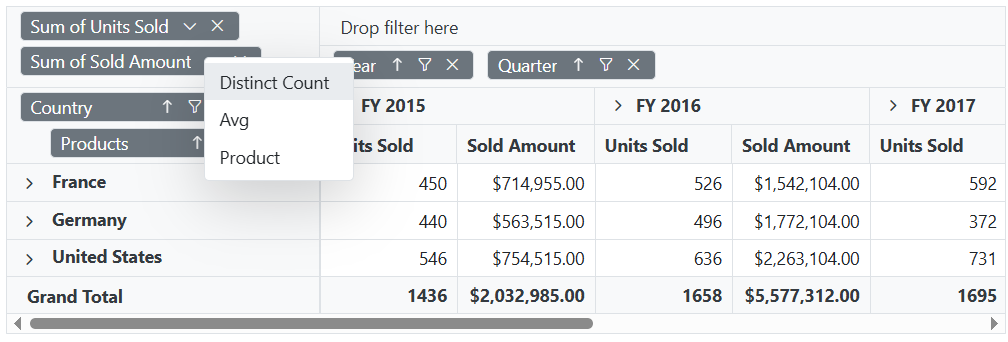 Sum of Units Sold
Drop filter here
Sum of Sold Amount
ear
Quarter
Distinct Count
Avg
Product
Country
Products
FY 2015
FY 2016
FY 2017
its Sold
Sold Amount
Units Sold
Sold Amount
Units Sold
France
450
$714,955.00
526
$1,542,104.00
592
Germany
440
$563,515.00
496
$1,772,104.00
372
United States
546
$754,515.00
636
$2,263,104.00
731
Grand Total
1436
$2,032,985.00
1658
$5,577,312.00
1695